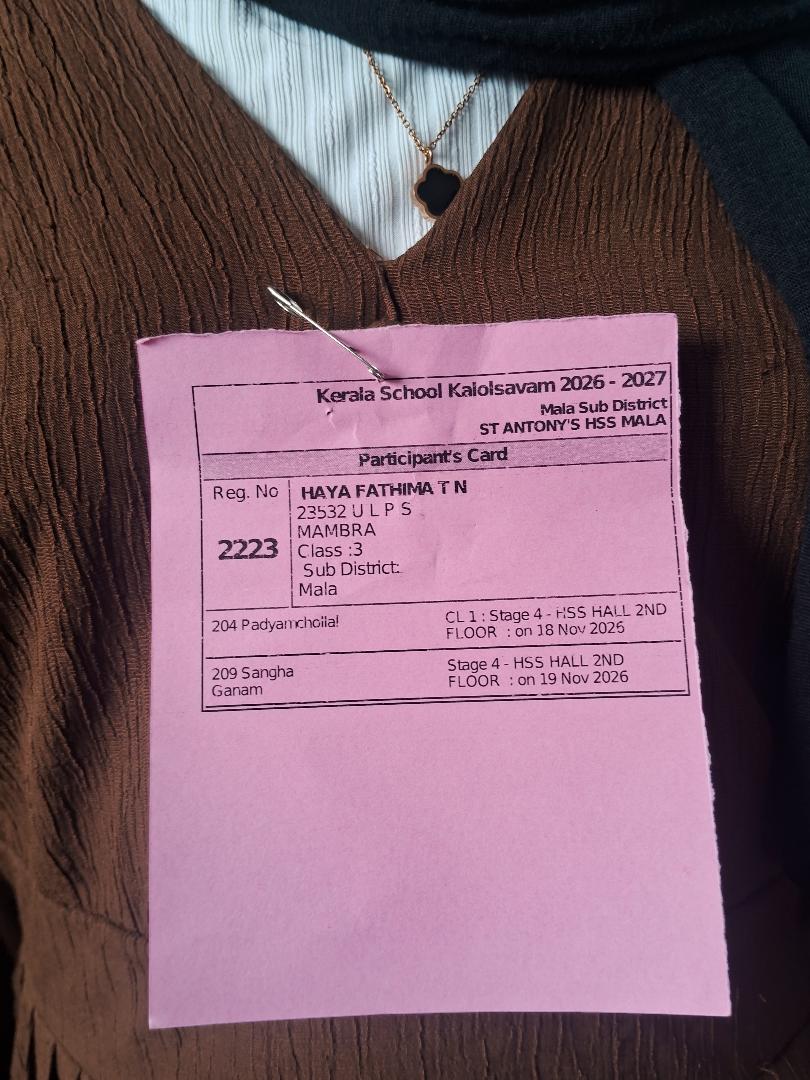 Kerala School Kalolsavam 2026 - 2027
Mala Sub District
ST ANTONY'S HSS MALA
Participant's Card
Reg. No
2223
HAYA FATHIMA T N
23532 U L P S
MAMBRA
Class :3
Sub District:
Mala
204 Padyamcholla!
CL 1 : Stage 4 - HSS HALL 2ND
FLOOR : on 18 Nov 2026
209 Sangha
Ganam
Stage 4 - HSS HALL 2ND
FLOOR : on 19 Nov 2026